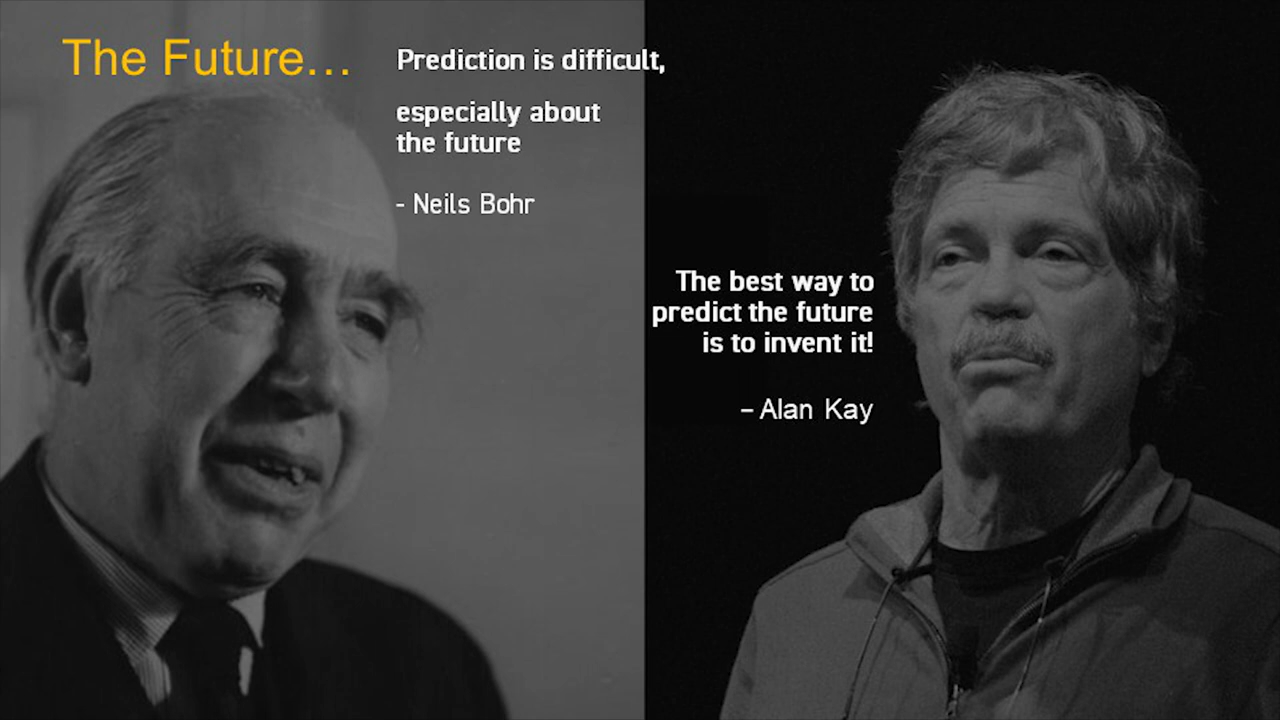 The Future…
Prediction is difficult,
especially about
the future
- Neils Bohr
The best way to
predict the future
is to invent it!
– Alan Kay